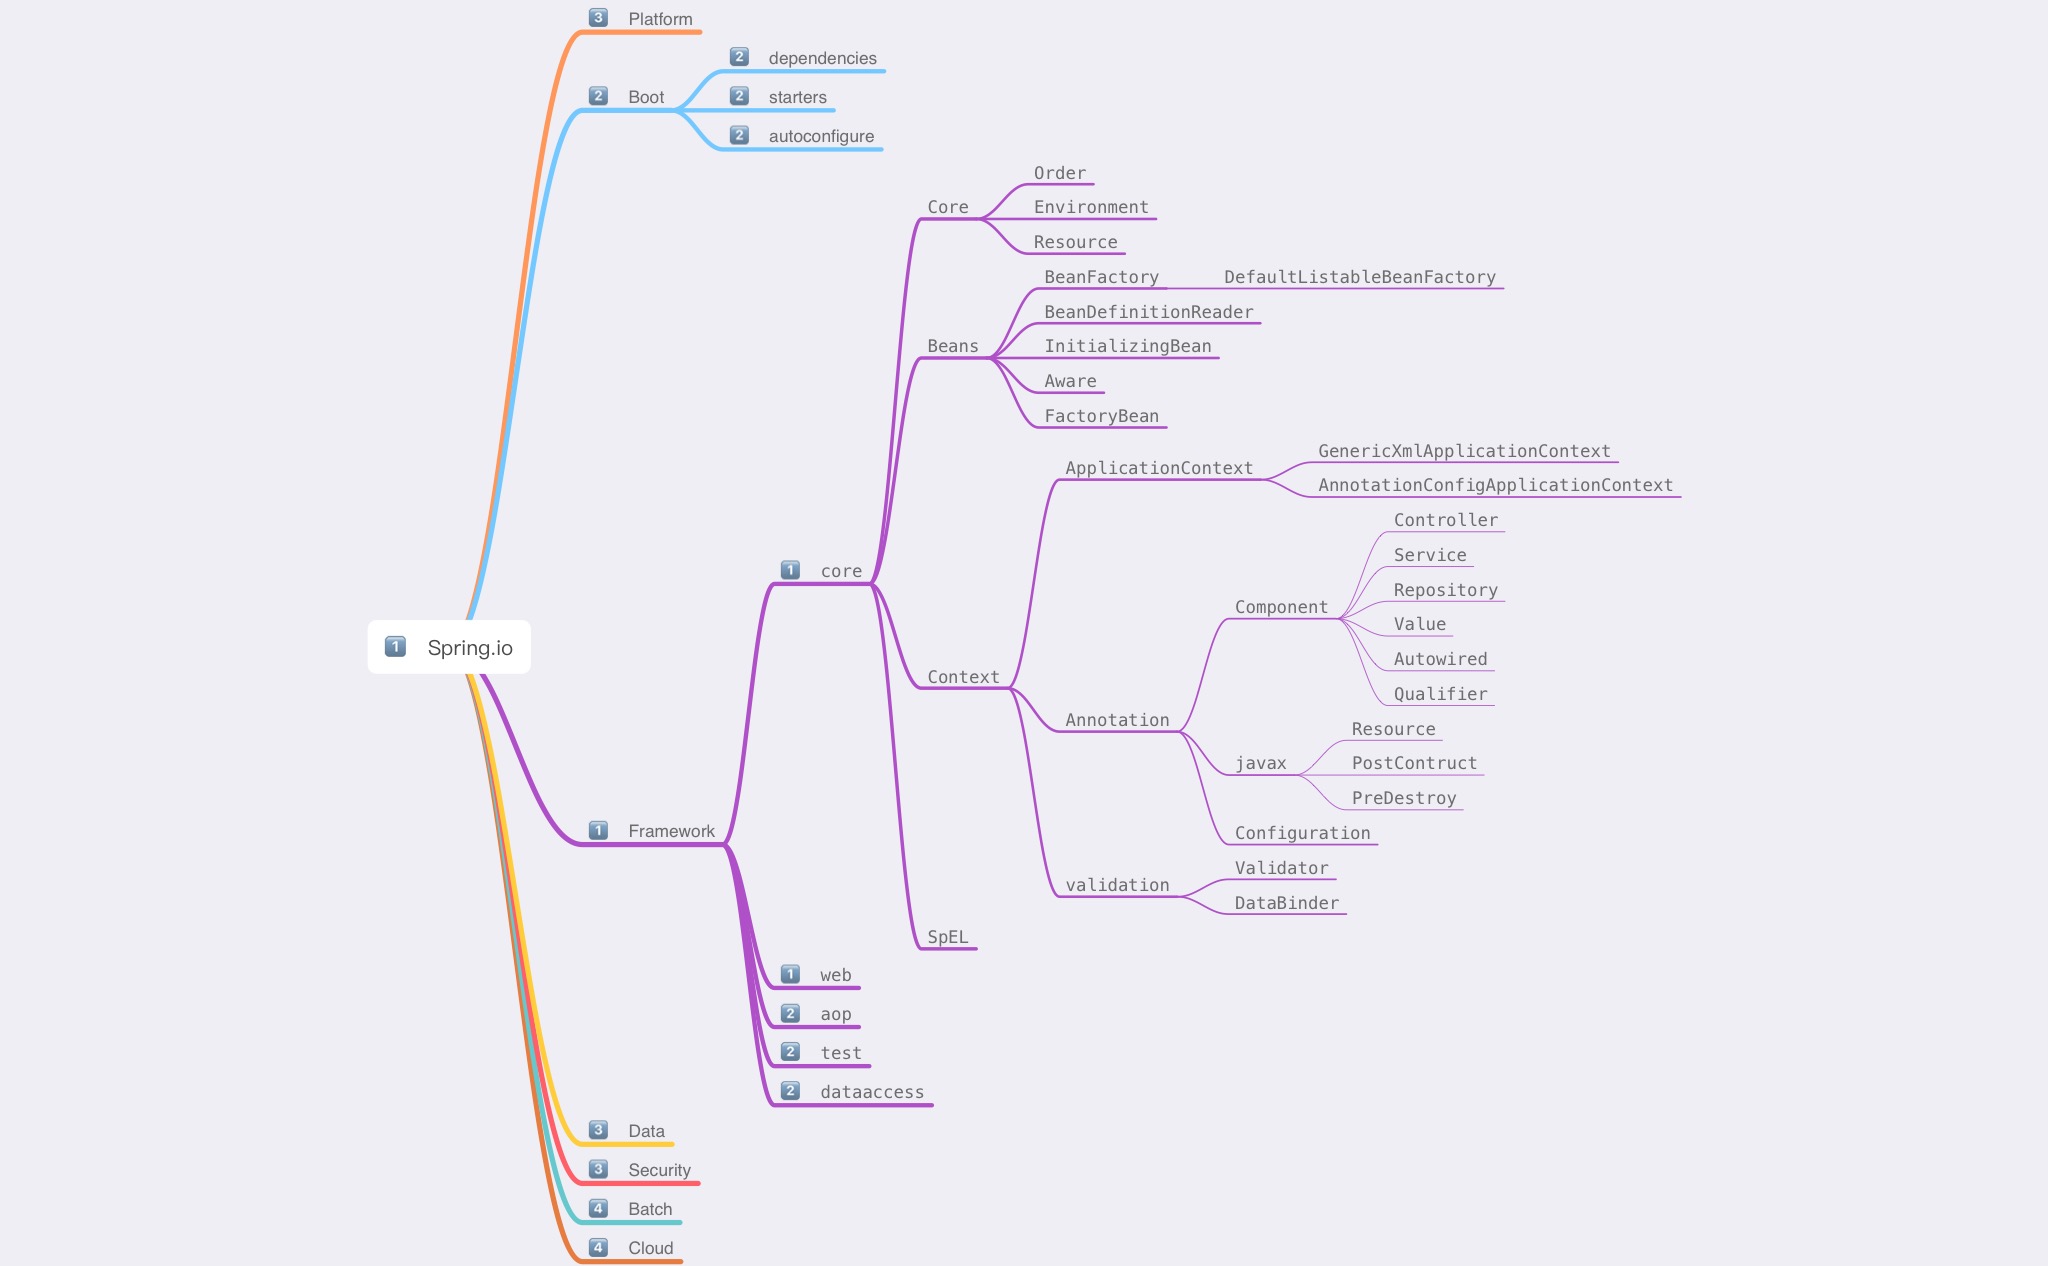 3 Platform
2 dependencies
2 Boot
2 starters
2 autoconfigure
Order
Core
Environment
Resource
BeanFactory
DefaultListableBeanFactory
BeanDefinitionReader
Beans
InitializingBean
Aware
FactoryBean
ApplicationContext
GenericXmlApplicationContext
AnnotationConfigApplicationContext
1 core
Controller
Service
Repository
Component
Value
Autowired
Qualifier
1 Spring.io
Context
Annotation
Resource
javax
PostContruct
PreDestroy
1 Framework
Configuration
Validator
validation
DataBinder
SpEL
1 web
2 aop
2 test
2 dataaccess
3 Data
3 Security
4 Batch
4 Cloud